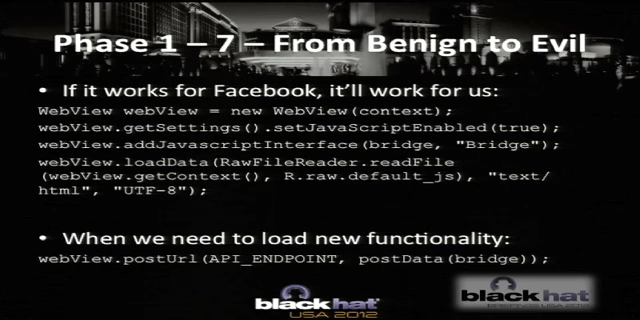 Phase 1 – 7 – From Benign to Evil
• If it works for Facebook, it'll work for us:
WebView webView = new WebView(context);
webView.getSettings().setJavaScriptEnabled(true);
webView.addJavascriptInterface(bridge, "Bridge");
webView.loadData(RawFileReader.readFile
(webView.getContext(), R.raw.default_js), "text/
html", "UTF-8");
• When we need to load new functionality:
webView.postUrl(API_ENDPOINT, postData(bridge));
black hat
USA 2012
black hat